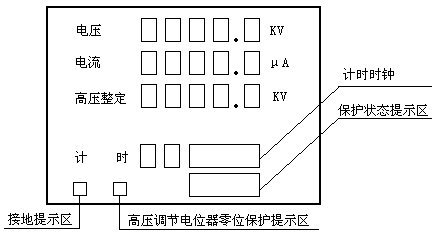 电压 KV
电流 μA
高压整定 KV
计时时钟
保护状态提示区
计 时
接地提示区
高压调节电位器零位保护提示区